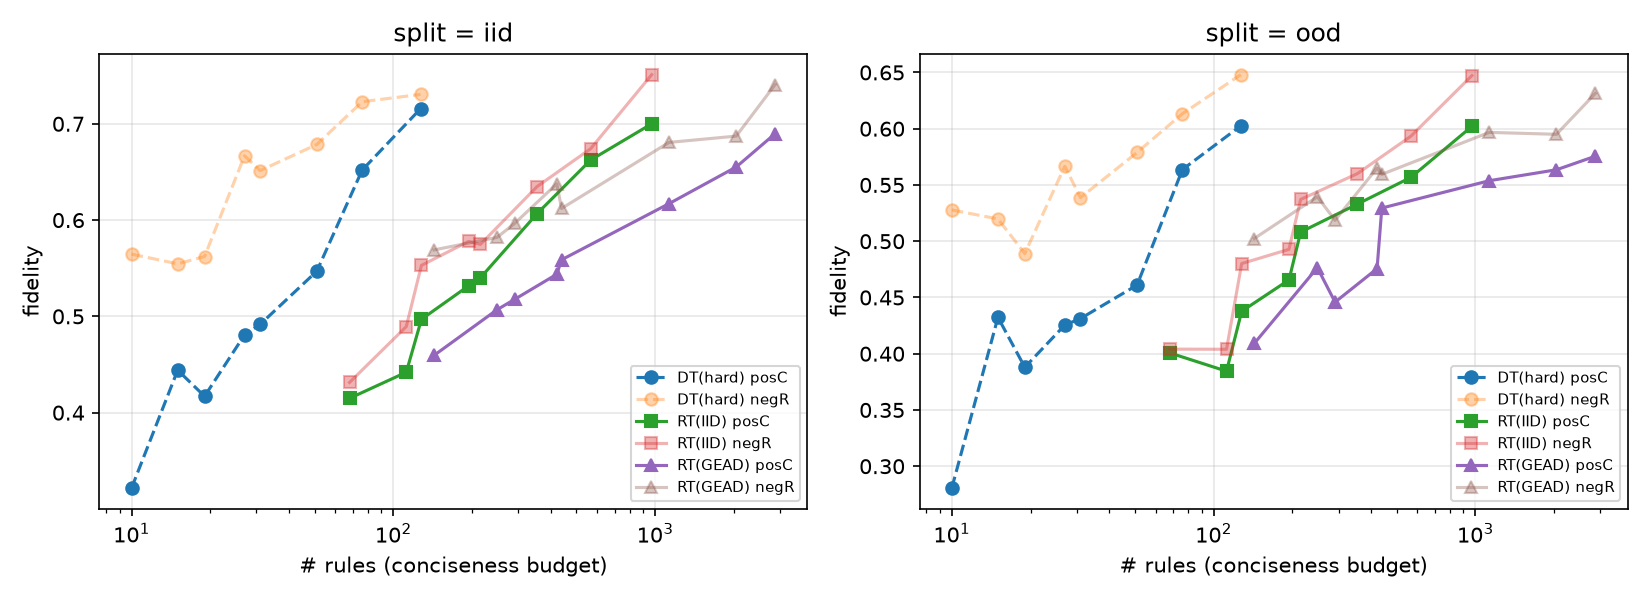 split = iid
fidelity
0.7
0.6
0.5
0.4
10¹
10²
10³
# rules (conciseness budget)
DT(hard) posC
DT(hard) negR
RT(IID) posC
RT(IID) negR
RT(GEAD) posC
RT(GEAD) negR
split = ood
fidelity
0.65
0.60
0.55
0.50
0.45
0.40
0.35
0.30
10¹
10²
10³
# rules (conciseness budget)
DT(hard) posC
DT(hard) negR
RT(IID) posC
RT(IID) negR
RT(GEAD) posC
RT(GEAD) negR